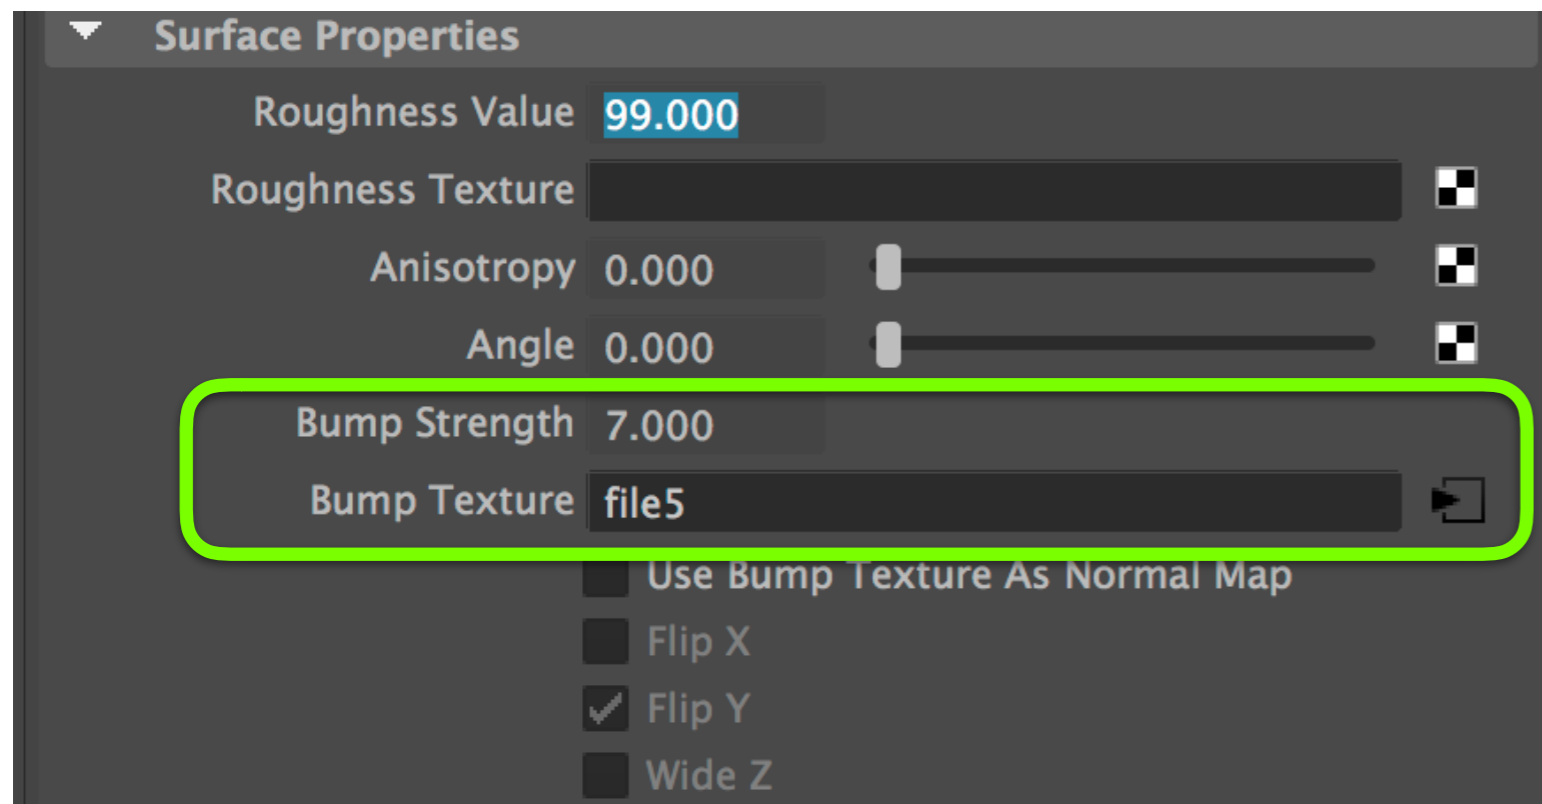 Surface Properties
Roughness Value 99.000
Roughness Texture
Anisotropy 0.000
Angle 0.000
Bump Strength 7.000
Bump Texture file5
Use Bump Texture As Normal Map
Flip X
Flip Y
Wide Z